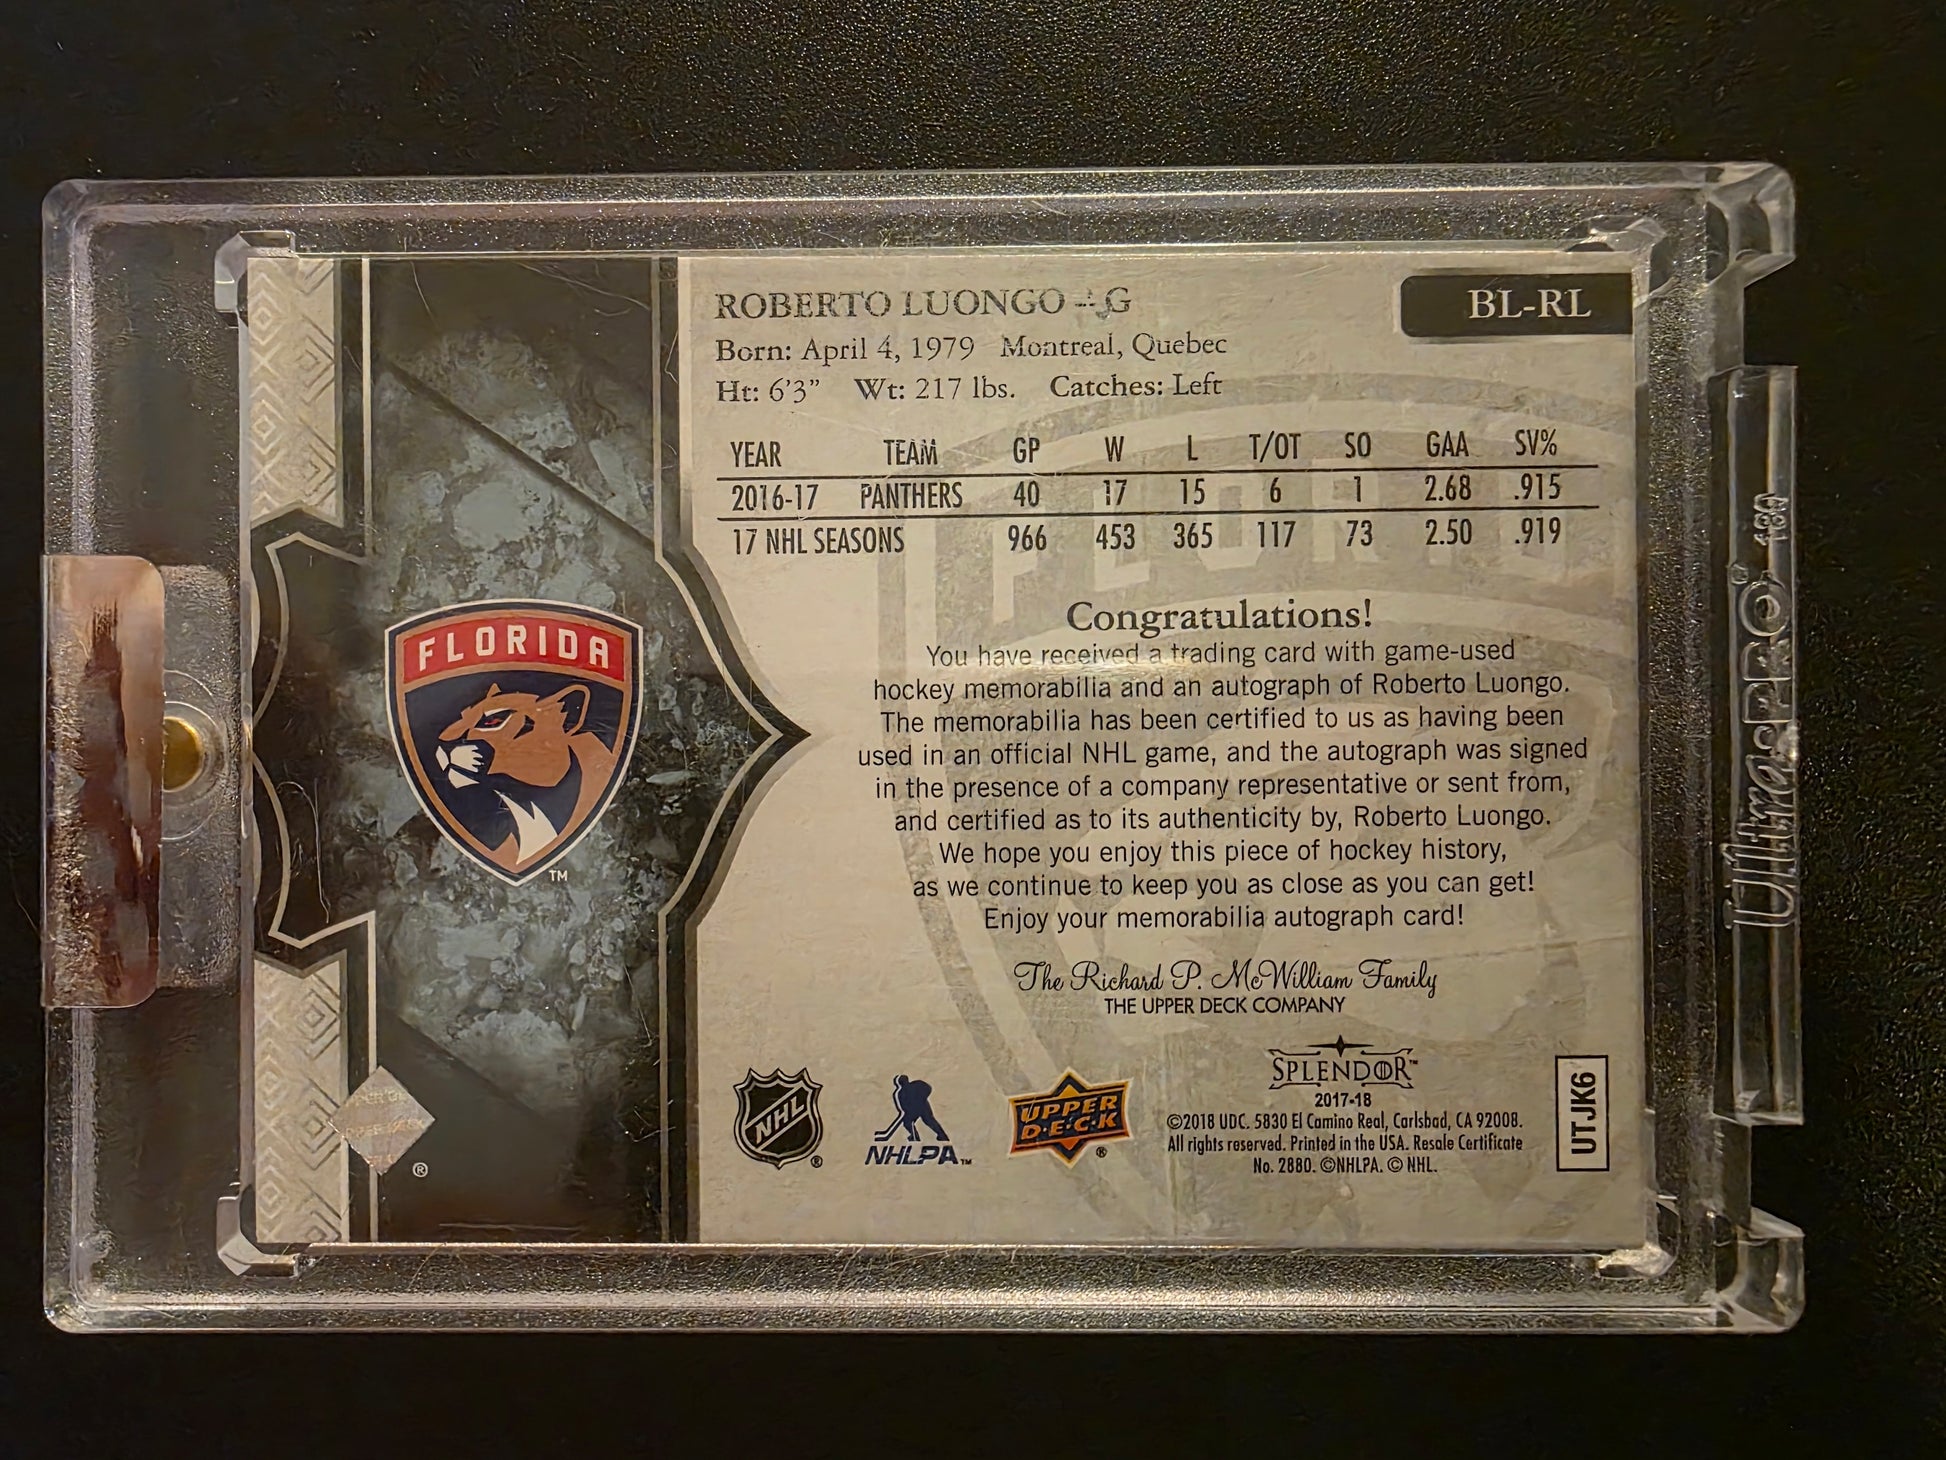 ROBERTO LUONGO - G
BL-RL
Born: April 4, 1979 Montreal, Quebec
Ht: 6'3" Wt: 217 lbs. Catches: Left
YEAR TEAM GP W L T/OT SO GAA SV%
2016-17 PANTHERS 40 17 15 6 1 2.68 .915
17 NHL SEASONS 966 453 365 117 73 2.50 .919
FLORIDA
TM
Congratulations!
You have received a trading card with game-used
hockey memorabilia and an autograph of Roberto Luongo.
The memorabilia has been certified to us as having been
used in an official NHL game, and the autograph was signed
in the presence of a company representative or sent from,
and certified as to its authenticity by, Roberto Luongo.
We hope you enjoy this piece of hockey history,
as we continue to keep you as close as you can get!
Enjoy your memorabilia autograph card!
The Richard P. McWilliam Family
THE UPPER DECK COMPANY
®
NHL ®
NHLPA™
UPPER
D·E·C·K ®
SPLENDOR™
2017-18
©2018 UDC. 5830 El Camino Real, Carlsbad, CA 92008.
All rights reserved. Printed in the USA. Resale Certificate
No. 2880. ©NHLPA. © NHL.
UTJK6
Ultra•PRO® 180